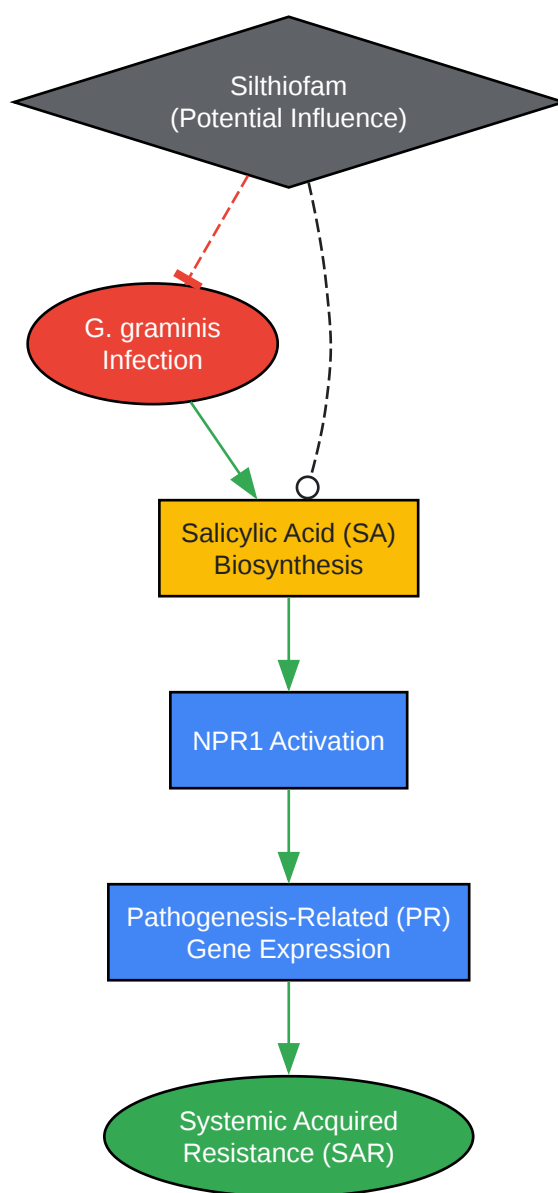 Silthiofam
(Potential Influence)
G. graminis
Infection
Salicylic Acid (SA)
Biosynthesis
NPR1 Activation
Pathogenesis-Related (PR)
Gene Expression
Systemic Acquired
Resistance (SAR)